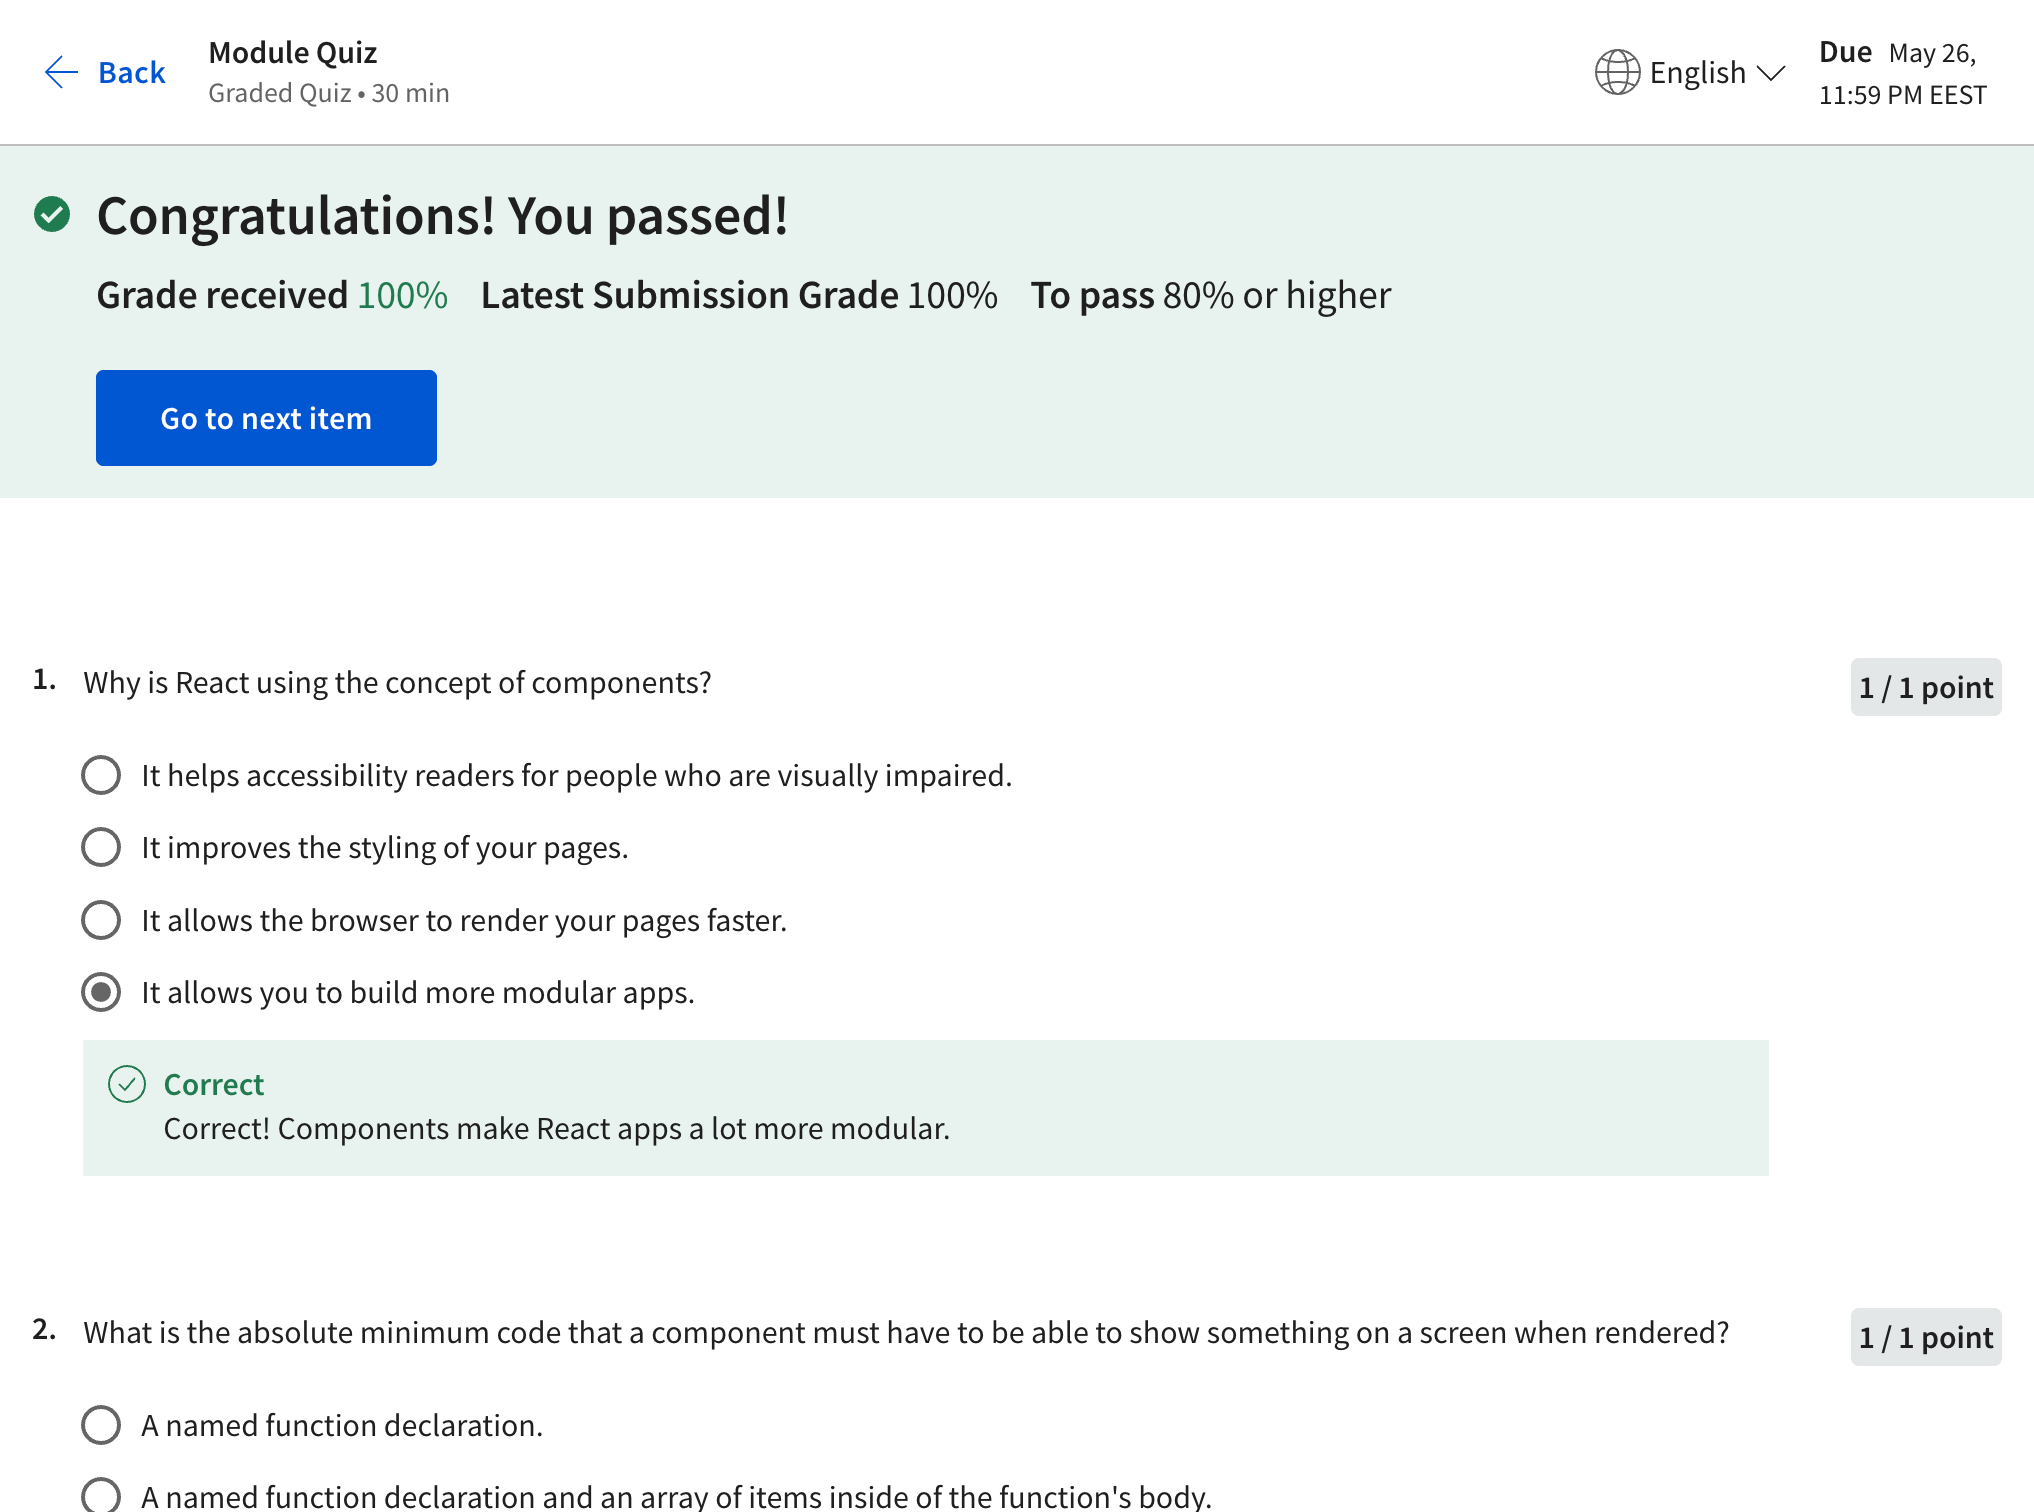 Back
Module Quiz
Graded Quiz • 30 min
English
Due May 26,
11:59 PM EEST
Congratulations! You passed!
Grade received 100% Latest Submission Grade 100% To pass 80% or higher
Go to next item
1. Why is React using the concept of components?
1 / 1 point
It helps accessibility readers for people who are visually impaired.
It improves the styling of your pages.
It allows the browser to render your pages faster.
It allows you to build more modular apps.
Correct
Correct! Components make React apps a lot more modular.
2. What is the absolute minimum code that a component must have to be able to show something on a screen when rendered?
1 / 1 point
A named function declaration.
A named function declaration and an array of items inside of the function's body.